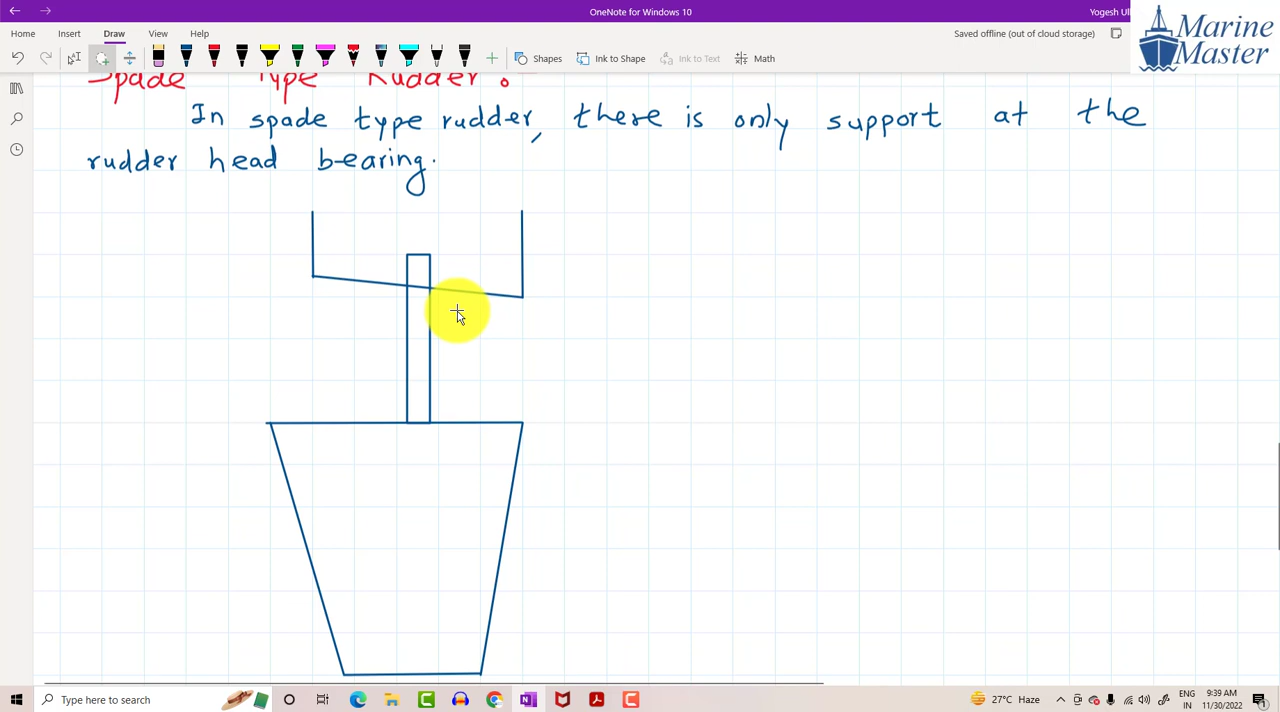 OneNote for Windows 10
Yogesh Ul
Home
Insert
Draw
View
Help
Saved offline (out of cloud storage)
Marine
Master
Shapes
Ink to Shape
Ink to Text
Math
Spade Type Rudder :
In spade type rudder, there is only support at the
rudder head bearing.
Type here to search
27°C Haze
ENG
IN
9:39 AM
11/30/2022